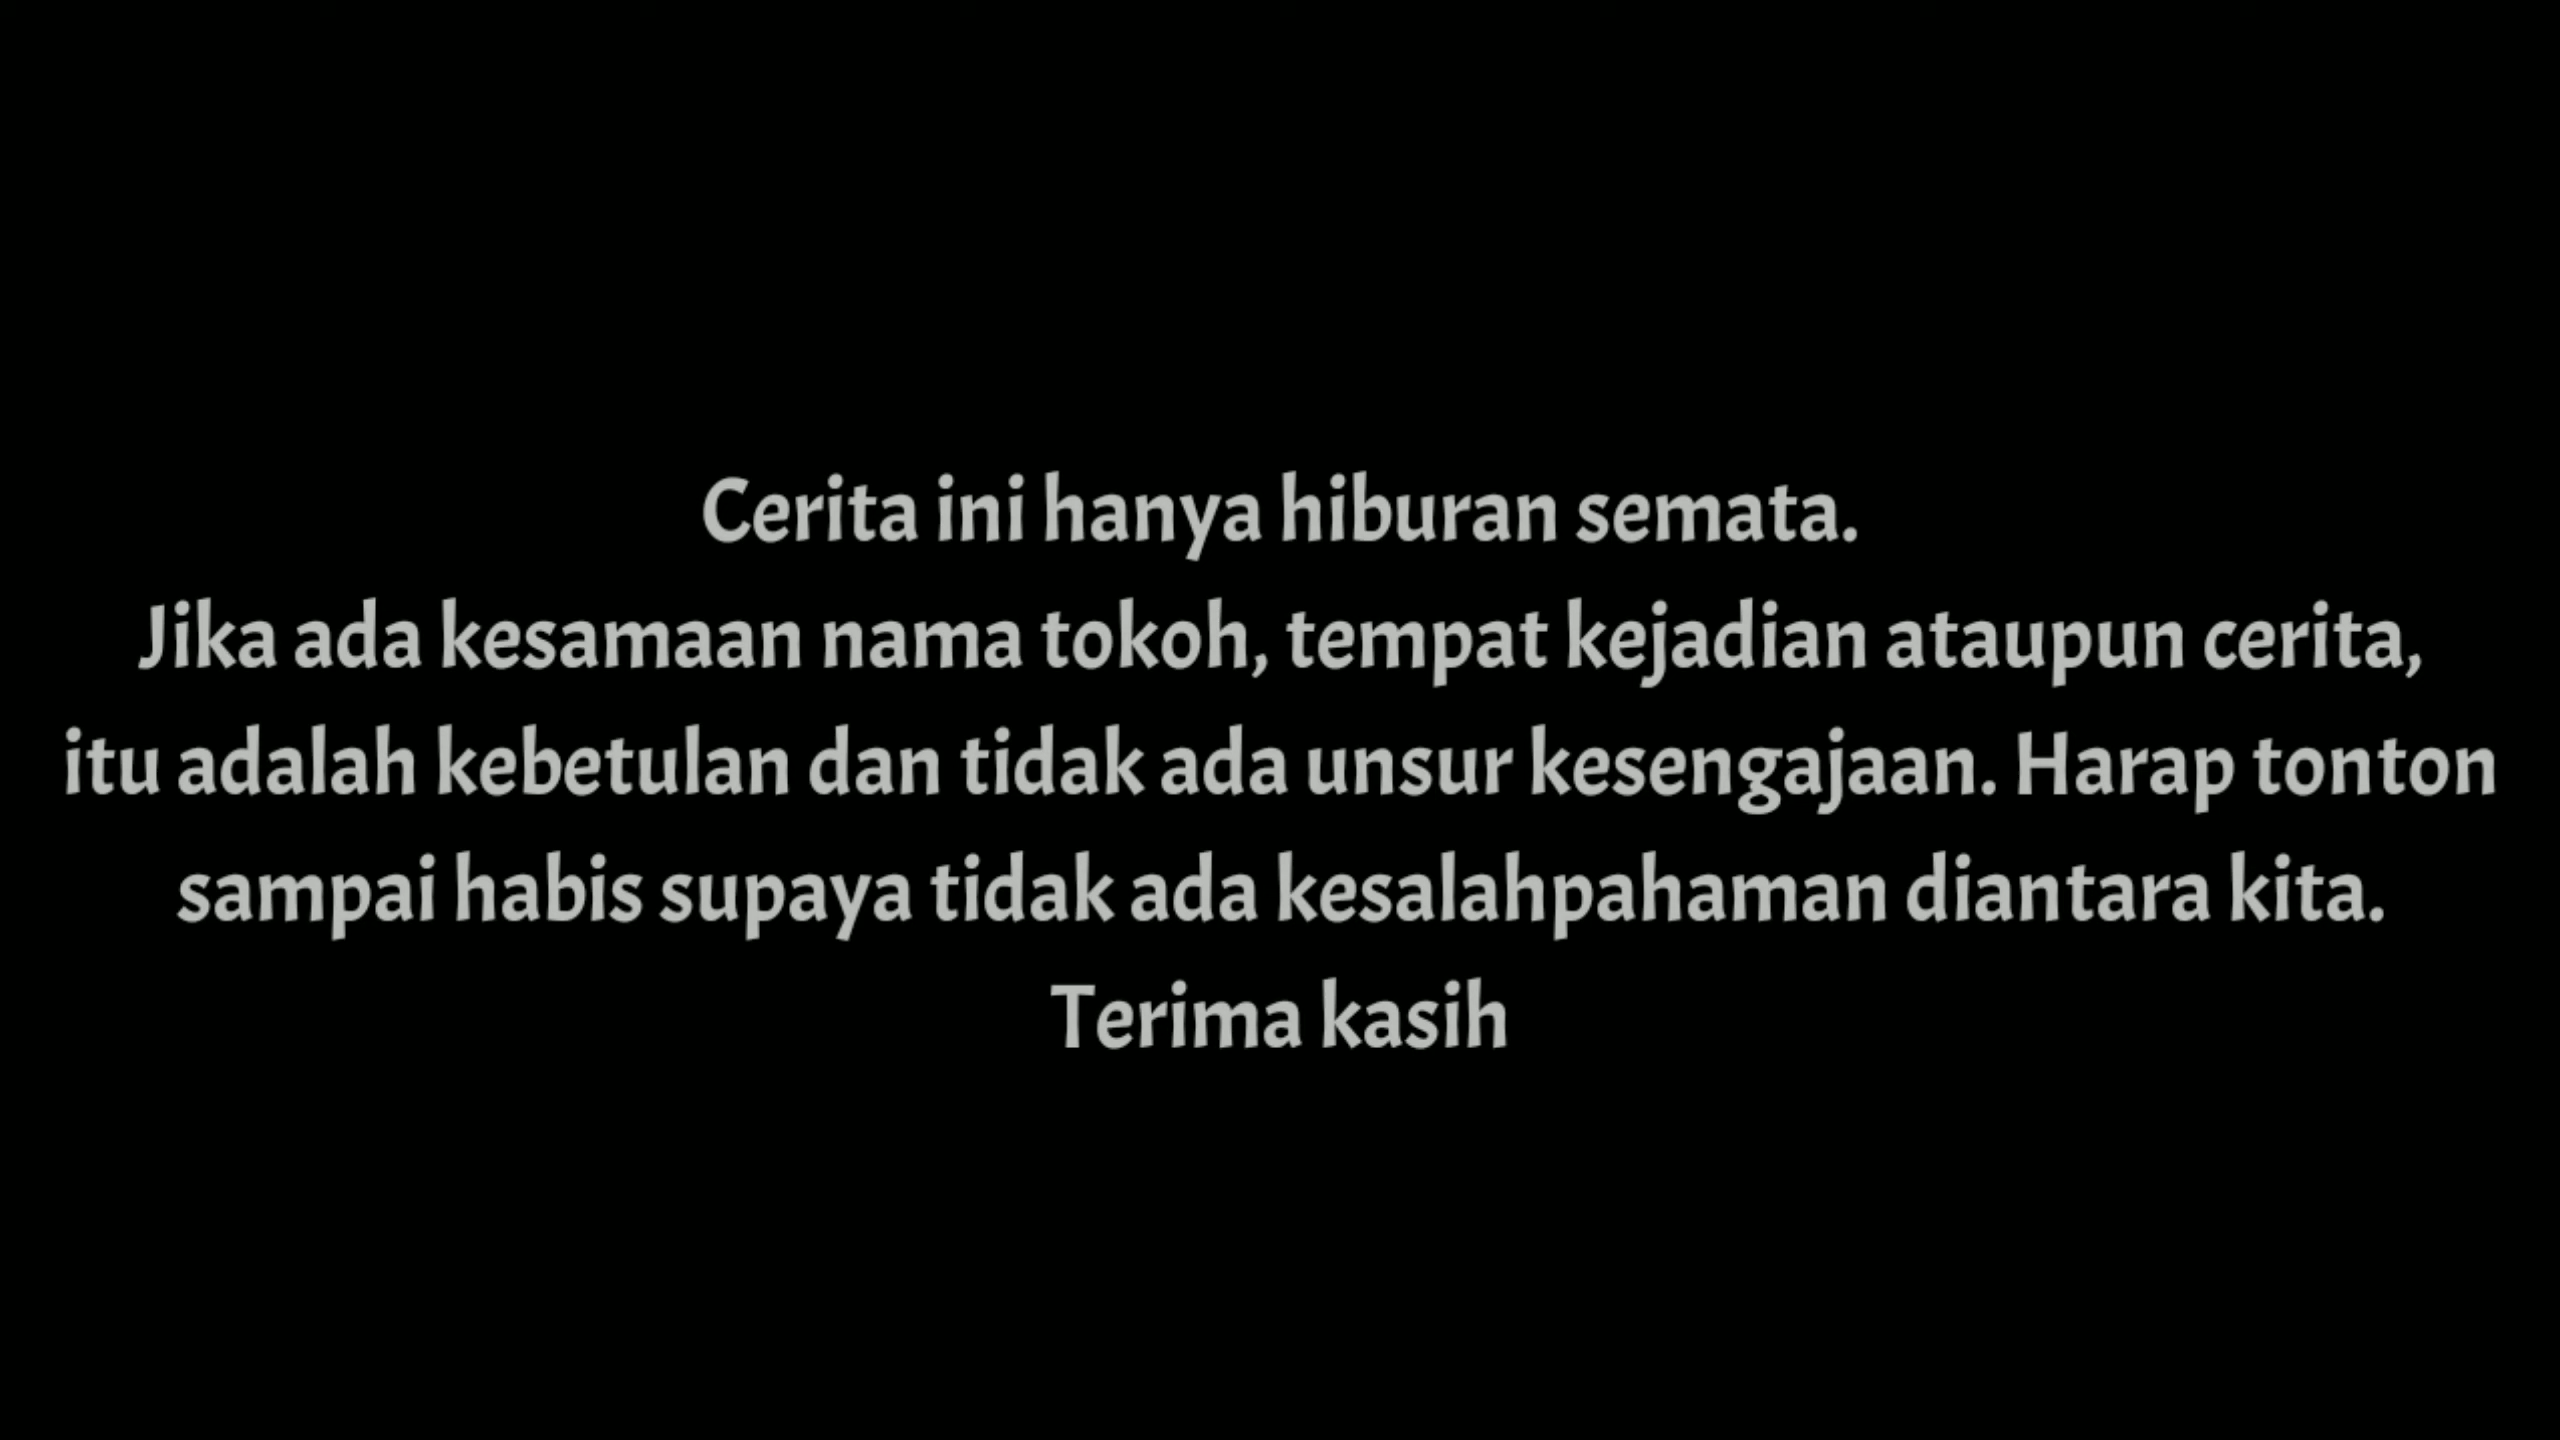 Cerita ini hanya hiburan semata.
Jika ada kesamaan nama tokoh, tempat kejadian ataupun cerita,
itu adalah kebetulan dan tidak ada unsur kesengajaan. Harap tonton
sampai habis supaya tidak ada kesalahpahaman diantara kita.
Terima kasih